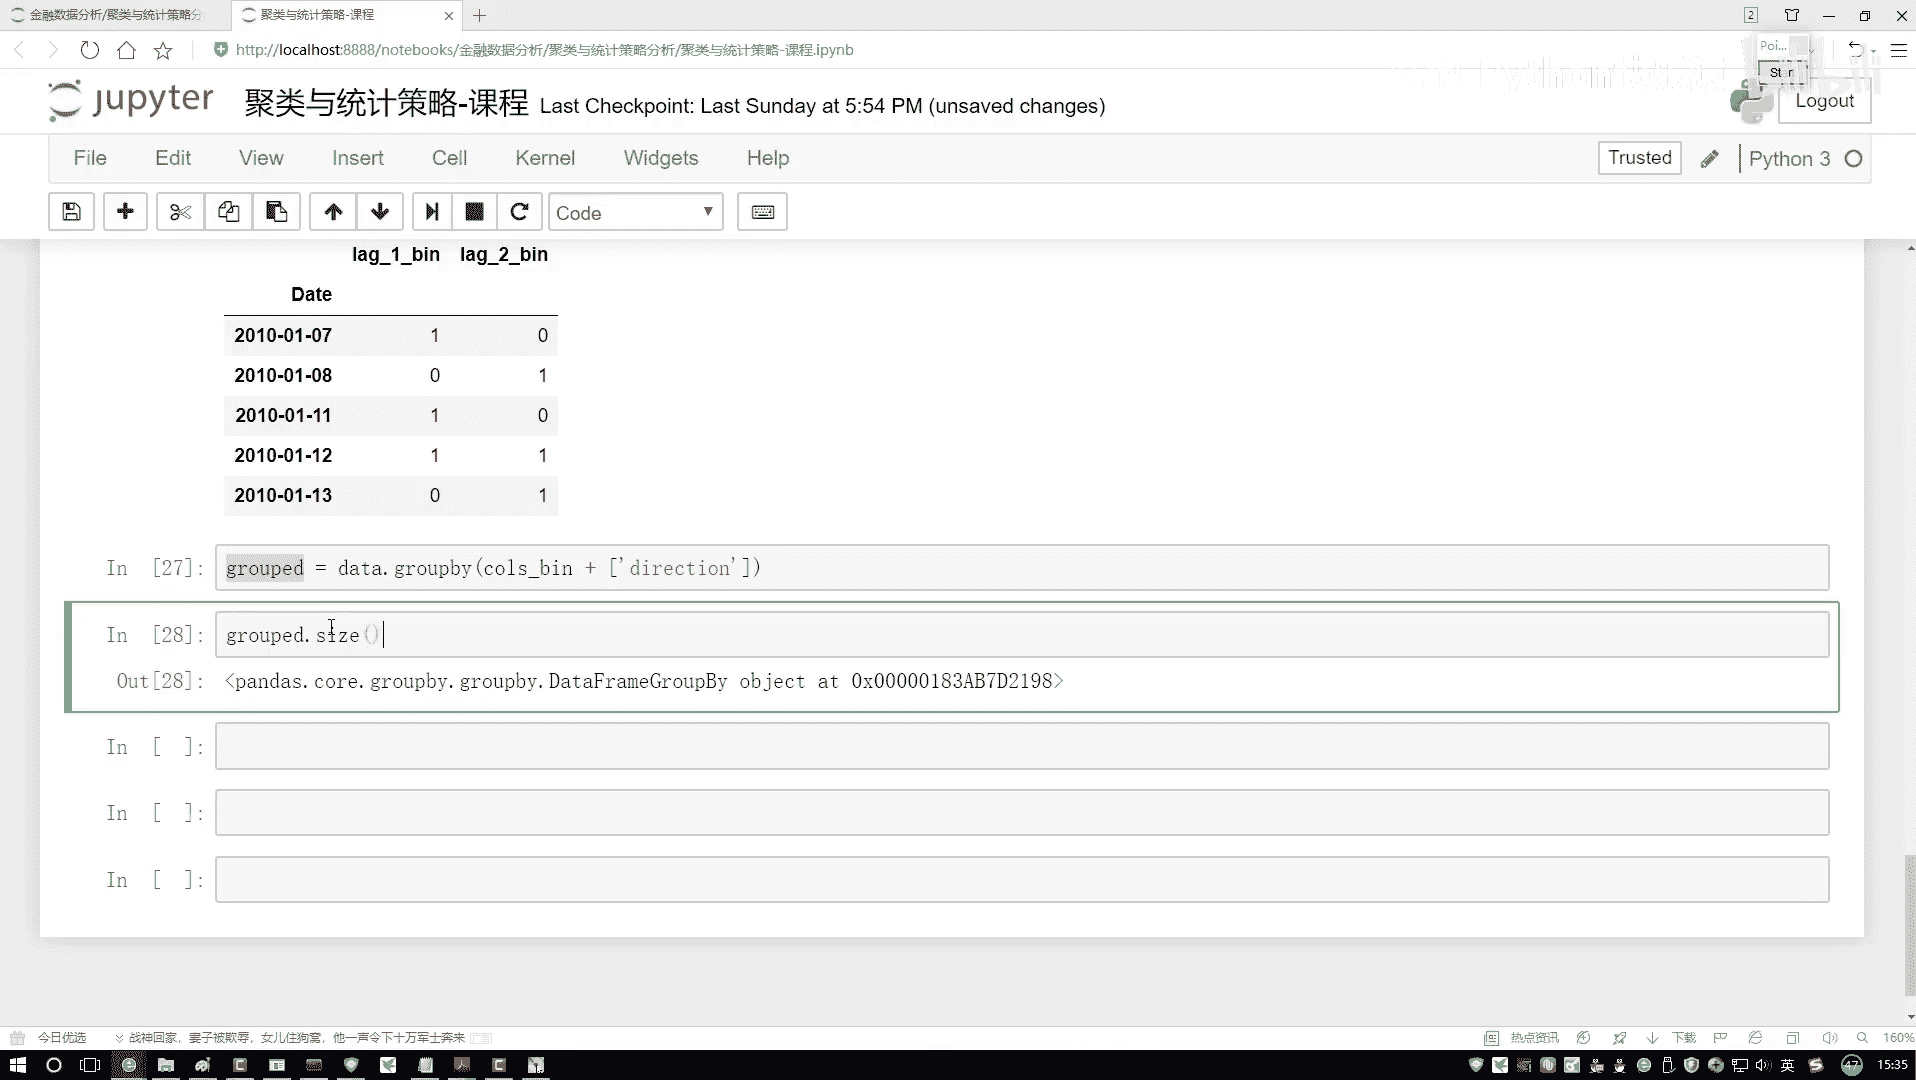 金融数据分析/聚类与统计策略分
聚类与统计策略-课程
2
http://localhost:8888/notebooks/金融数据分析/聚类与统计策略分析/聚类与统计策略-课程.ipynb
Poi...
jupyter 聚类与统计策略-课程 Last Checkpoint: Last Sunday at 5:54 PM (unsaved changes)
Logout
File Edit View Insert Cell Kernel Widgets Help
Trusted Python 3
Code
lag_1_bin lag_2_bin
Date
2010-01-07 1 0
2010-01-08 0 1
2010-01-11 1 0
2010-01-12 1 1
2010-01-13 0 1
In [27]: grouped = data.groupby(cols_bin + ['direction'])
In [28]: grouped.size()
Out[28]: <pandas.core.groupby.groupby.DataFrameGroupBy object at 0x00000183AB7D2198>
In [ ]:
In [ ]:
In [ ]:
今日优选 战神回家，妻子被欺辱，女儿住狗窝，他一声令下十万军士奔来 热点资讯 下载 160%
英 47 15:35